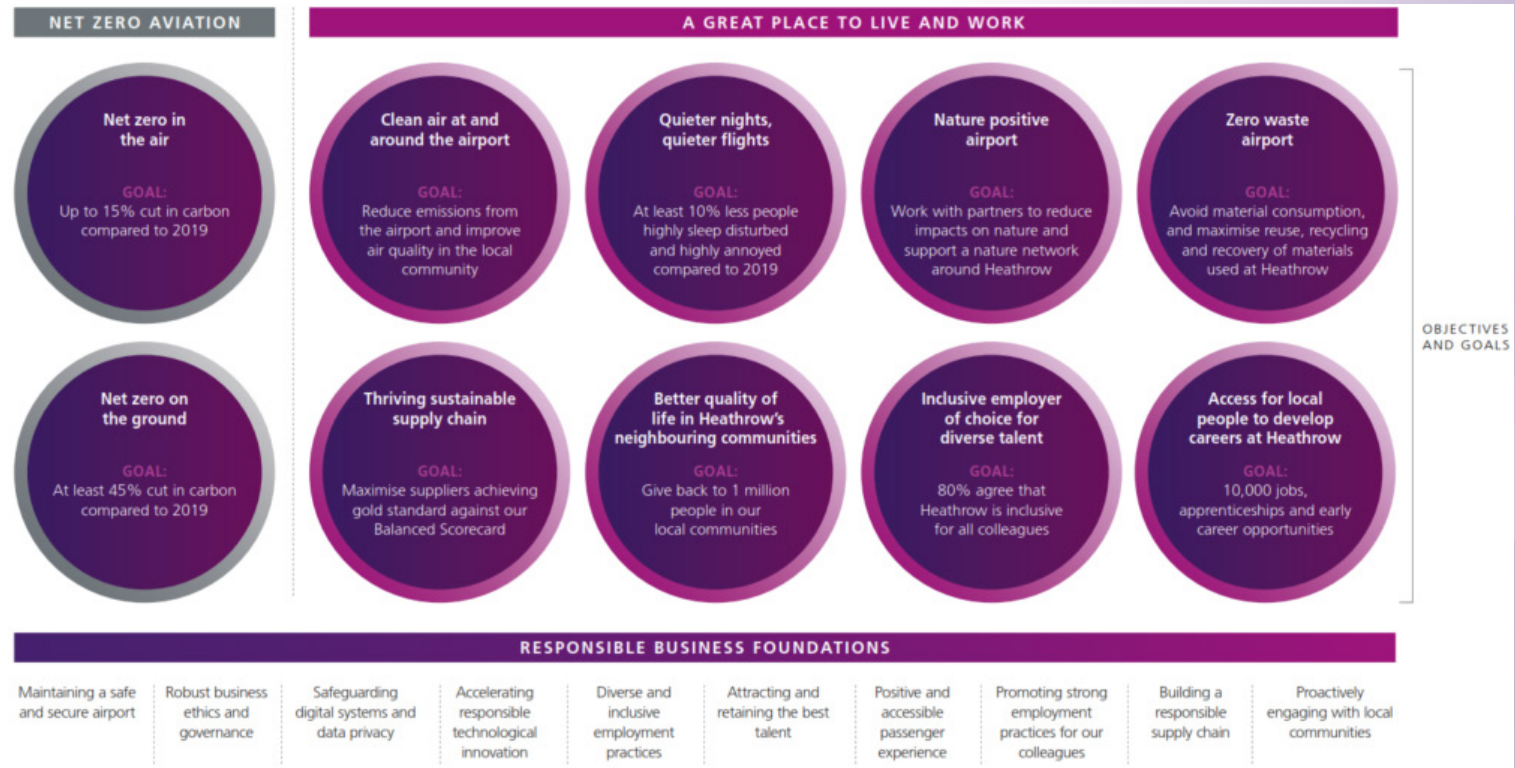 NET ZERO AVIATION
A GREAT PLACE TO LIVE AND WORK
Net zero in
the air
GOAL:
Up to 15% cut in carbon
compared to 2019
Clean air at and
around the airport
GOAL:
Reduce emissions from
the airport and improve
air quality in the local
community
Quieter nights,
quieter flights
GOAL:
At least 10% less people
highly sleep disturbed
and highly annoyed
compared to 2019
Nature positive
airport
GOAL:
Work with partners to reduce
impacts on nature and
support a nature network
around Heathrow
Zero waste
airport
GOAL:
Avoid material consumption,
and maximise reuse, recycling
and recovery of materials
used at Heathrow
OBJECTIVES
AND GOALS
Net zero on
the ground
GOAL:
At least 45% cut in carbon
compared to 2019
Thriving sustainable
supply chain
GOAL:
Maximise suppliers achieving
gold standard against our
Balanced Scorecard
Better quality of
life in Heathrow's
neighbouring communities
GOAL:
Give back to 1 million
people in our
local communities
Inclusive employer
of choice for
diverse talent
GOAL:
80% agree that
Heathrow is inclusive
for all colleagues
Access for local
people to develop
careers at Heathrow
GOAL:
10,000 jobs,
apprenticeships and early
career opportunities
RESPONSIBLE BUSINESS FOUNDATIONS
Maintaining a safe
and secure airport
Robust business
ethics and
governance
Safeguarding
digital systems and
data privacy
Accelerating
responsible
technological
innovation
Diverse and
inclusive
employment
practices
Attracting and
retaining the best
talent
Positive and
accessible
passenger
experience
Promoting strong
employment
practices for our
colleagues
Building a
responsible
supply chain
Proactively
engaging with local
communities